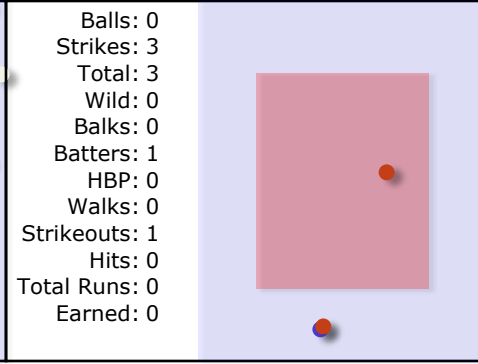 Balls: 0
Strikes: 3
Total: 3
Wild: 0
Balks: 0
Batters: 1
HBP: 0
Walks: 0
Strikeouts: 1
Hits: 0
Total Runs: 0
Earned: 0